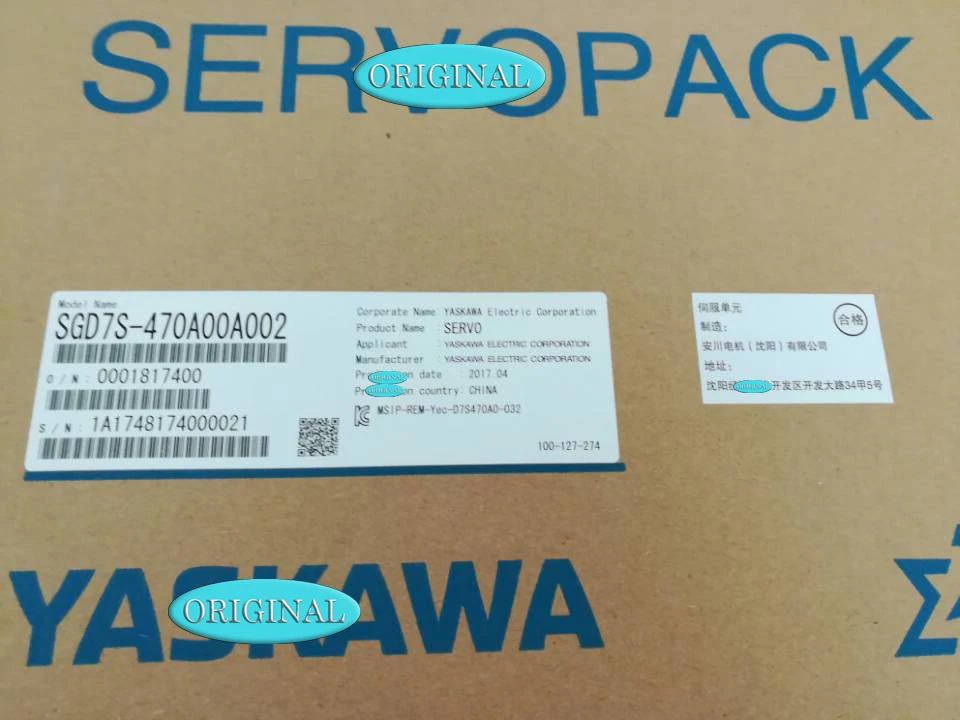 SERVOPACK
ORIGINAL
Model Name
SGD7S-470A00A002
O/N: 0001817400
S/N: 1A1748174000021
Corporate Name: YASKAWA Electric Corporation
Product Name : SERVO
Applicant : YASKAWA ELECTRIC CORPORATION
Manufacturer : YASKAWA ELECTRIC CORPORATION
date : 2017.04
country: CHINA
MSIP-REM-Yec-D7S470A0-032
100-127-274
伺服单元
合格
制造:
安川电机(沈阳)有限公司
地址:
沈阳 开发区开发大路34甲5号
YASKAWA
ORIGINAL
Σ